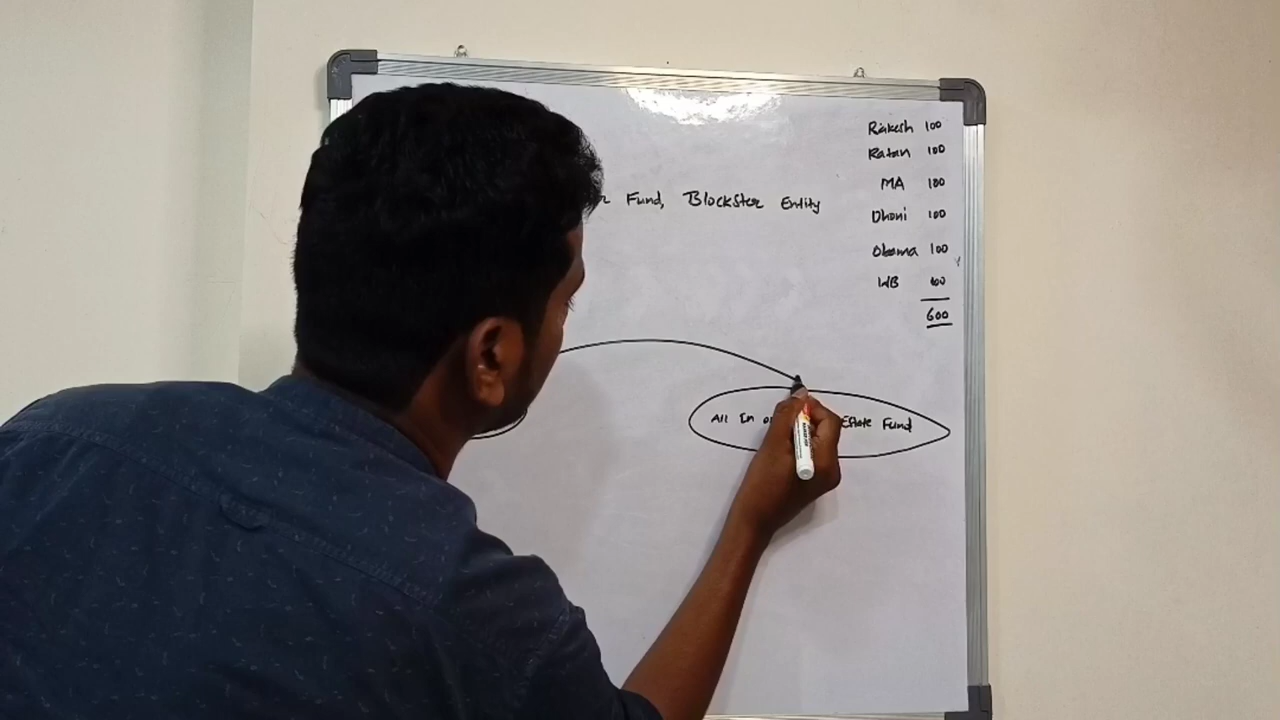 Rakesh 100
Ratan 100
MA 100
Fund, Blockster Entity
Dhoni 100
Obama 100
WB 100
600
All In Estate Fund